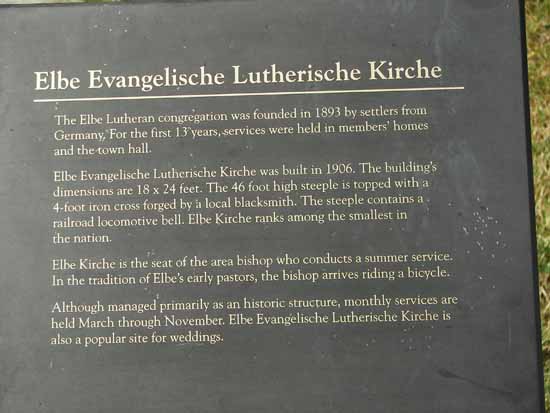 Elbe Evangelische Lutherische Kirche
The Elbe Lutheran congregation was founded in 1893 by settlers from
Germany. For the first 13 years, services were held in members' homes
and the town hall.
Elbe Evangelische Lutherische Kirche was built in 1906. The building's
dimensions are 18 x 24 feet. The 46 foot high steeple is topped with a
4-foot iron cross forged by a local blacksmith. The steeple contains a
railroad locomotive bell. Elbe Kirche ranks among the smallest in
the nation.
Elbe Kirche is the seat of the area bishop who conducts a summer service.
In the tradition of Elbe's early pastors, the bishop arrives riding a bicycle.
Although managed primarily as an historic structure, monthly services are
held March through November. Elbe Evangelische Lutherische Kirche is
also a popular site for weddings.